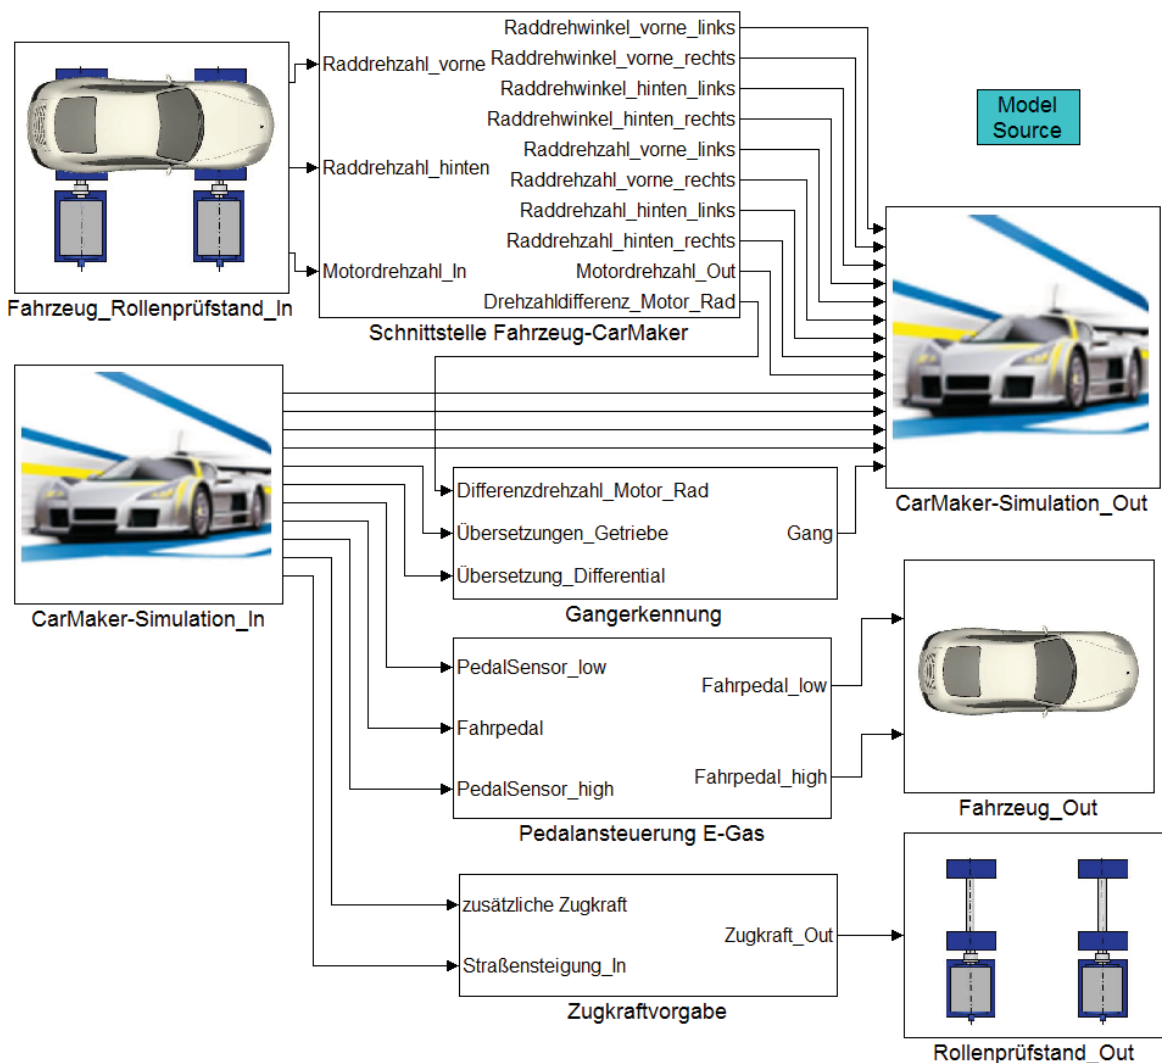 Fahrzeug_Rollenprüfstand_In
Raddrehzahl_vorne
Raddrehzahl_hinten
Motordrehzahl_In
Raddrehwinkel_vorne_links
Raddrehwinkel_vorne_rechts
Raddrehwinkel_hinten_links
Raddrehwinkel_hinten_rechts
Raddrehzahl_vorne_links
Raddrehzahl_vorne_rechts
Raddrehzahl_hinten_links
Raddrehzahl_hinten_rechts
Motordrehzahl_Out
Drehzahldifferenz_Motor_Rad
Schnittstelle Fahrzeug-CarMaker
Model
Source
CarMaker-Simulation_Out
CarMaker-Simulation_In
Differenzdrehzahl_Motor_Rad
Übersetzungen_Getriebe
Übersetzung_Differential
Gang
Gangerkennung
PedalSensor_low
Fahrpedal
PedalSensor_high
Fahrpedal_low
Fahrpedal_high
Pedalansteuerung E-Gas
Fahrzeug_Out
zusätzliche Zugkraft
Straßensteigung_In
Zugkraft_Out
Zugkraftvorgabe
Rollenprüfstand_Out